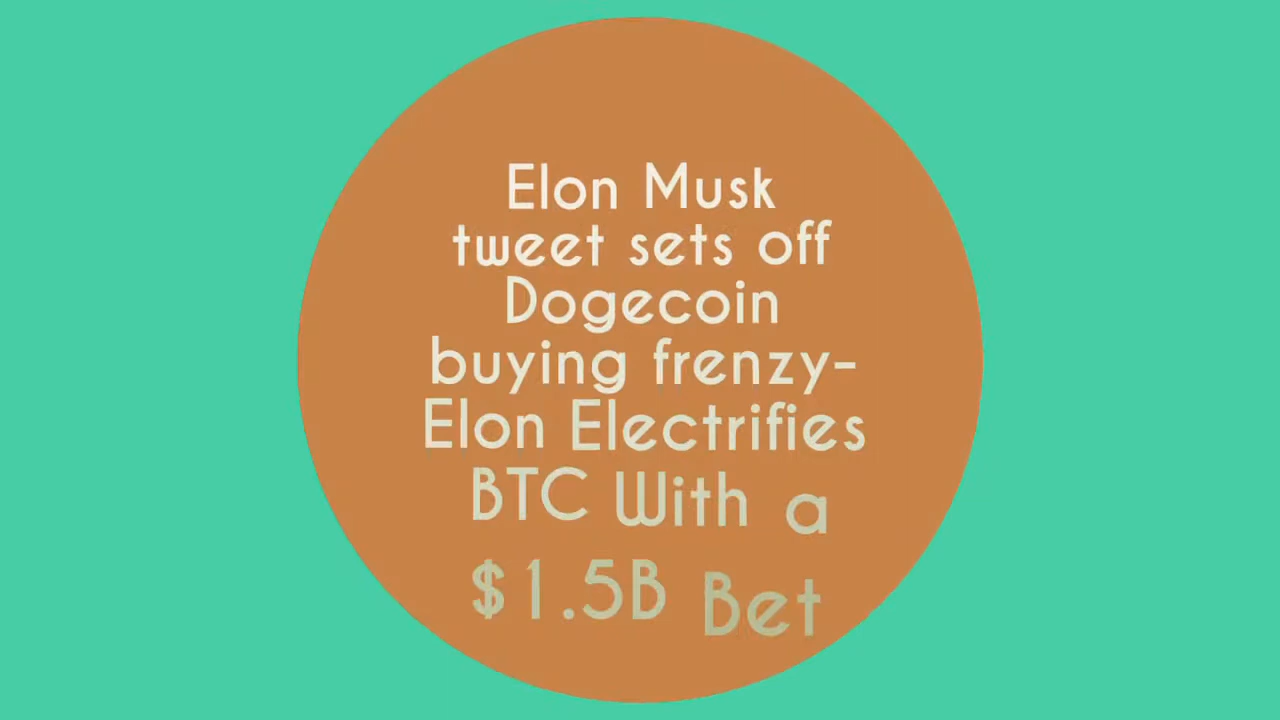 Elon Musk
tweet sets off
Dogecoin
buying frenzy-
Elon Electrifies
BTC With a
$1.5B Bet